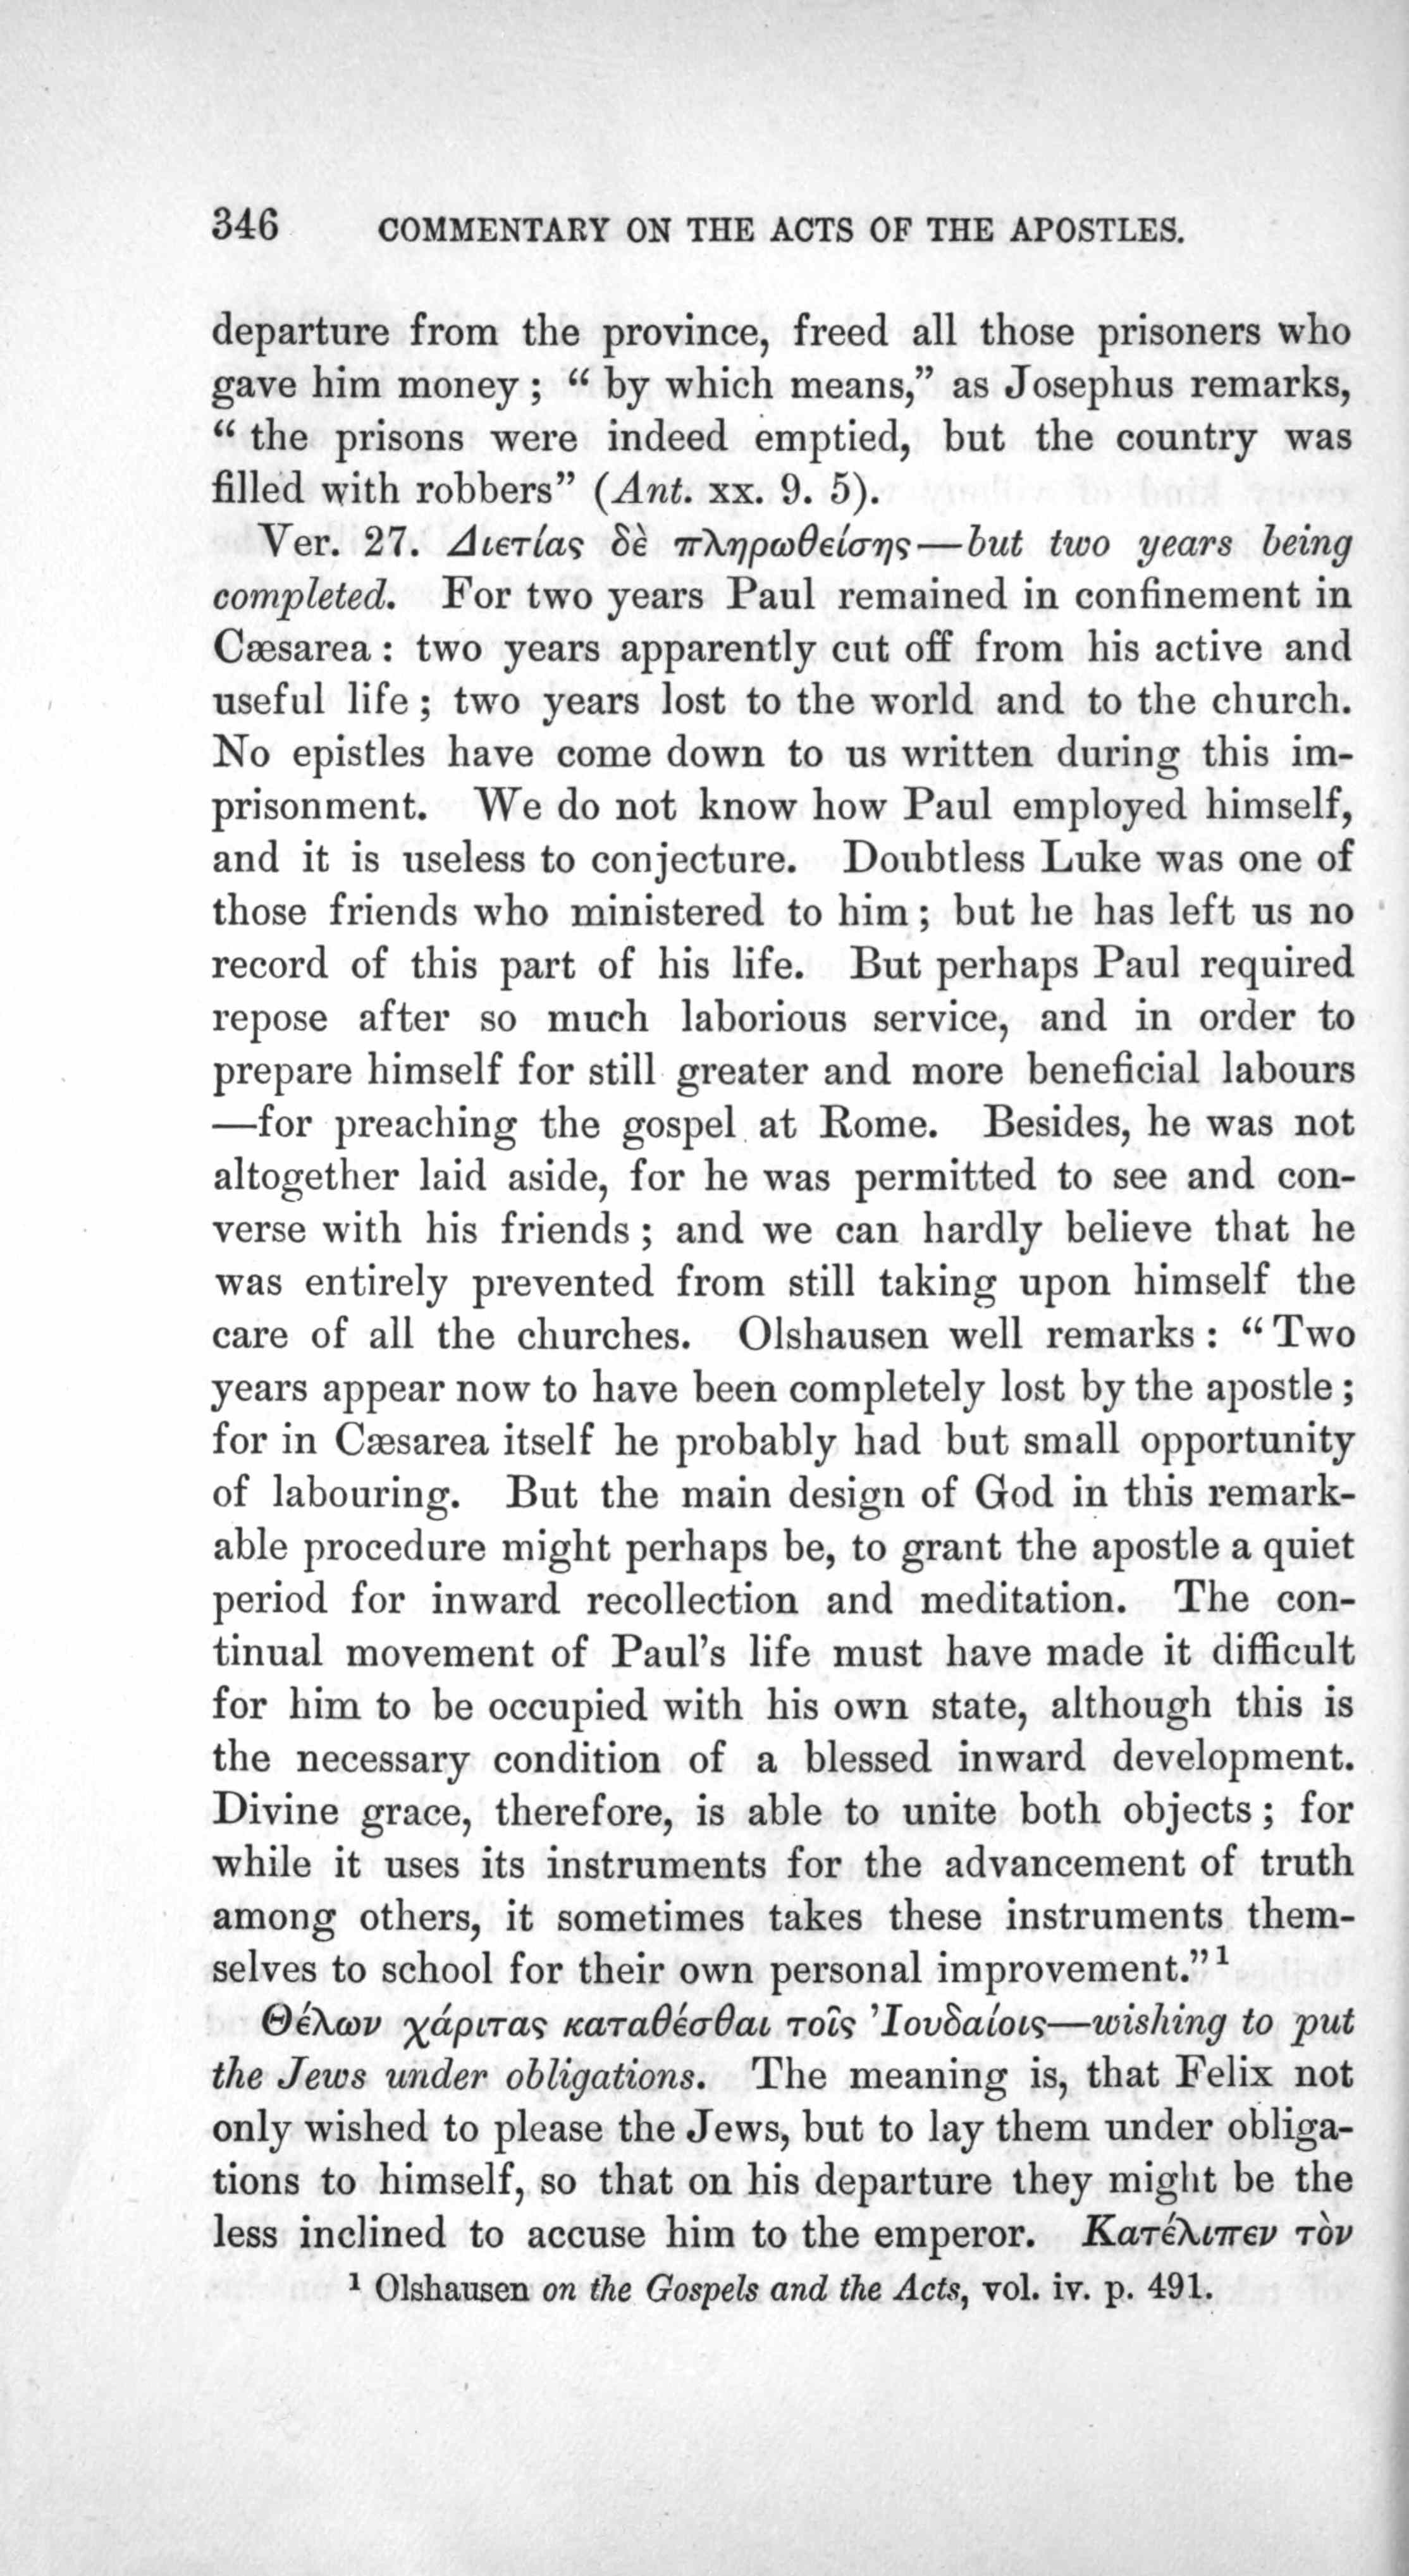 346 COMMENTARY ON THE ACTS OF THE APOSTLES.
departure from the province, freed all those prisoners who
gave him money ; “ by which means,” as Josephus remarks,
“ the prisons were indeed emptied, but the country was
filled with robbers” (Ant. xx. 9. 5).
Ver. 27. Διετίας δὲ πληρωθείσης—but two years being
completed. For two years Paul remained in confinement in
Cæsarea : two years apparently cut off from his active and
useful life ; two years lost to the world and to the church.
No epistles have come down to us written during this im-
prisonment. We do not know how Paul employed himself,
and it is useless to conjecture. Doubtless Luke was one of
those friends who ministered to him ; but he has left us no
record of this part of his life. But perhaps Paul required
repose after so much laborious service, and in order to
prepare himself for still greater and more beneficial labours
—for preaching the gospel at Rome. Besides, he was not
altogether laid aside, for he was permitted to see and con-
verse with his friends ; and we can hardly believe that he
was entirely prevented from still taking upon himself the
care of all the churches. Olshausen well remarks : “ Two
years appear now to have been completely lost by the apostle ;
for in Cæsarea itself he probably had but small opportunity
of labouring. But the main design of God in this remark-
able procedure might perhaps be, to grant the apostle a quiet
period for inward recollection and meditation. The con-
tinual movement of Paul’s life must have made it difficult
for him to be occupied with his own state, although this is
the necessary condition of a blessed inward development.
Divine grace, therefore, is able to unite both objects ; for
while it uses its instruments for the advancement of truth
among others, it sometimes takes these instruments them-
selves to school for their own personal improvement.” 1
Θέλων χάριτας καταθέσθαι τοῖς Ἰουδαίοις—wishing to put
the Jews under obligations. The meaning is, that Felix not
only wished to please the Jews, but to lay them under obliga-
tions to himself, so that on his departure they might be the
less inclined to accuse him to the emperor. Κατέλιπεν τὸν
1 Olshausen on the Gospels and the Acts, vol. iv. p. 491.